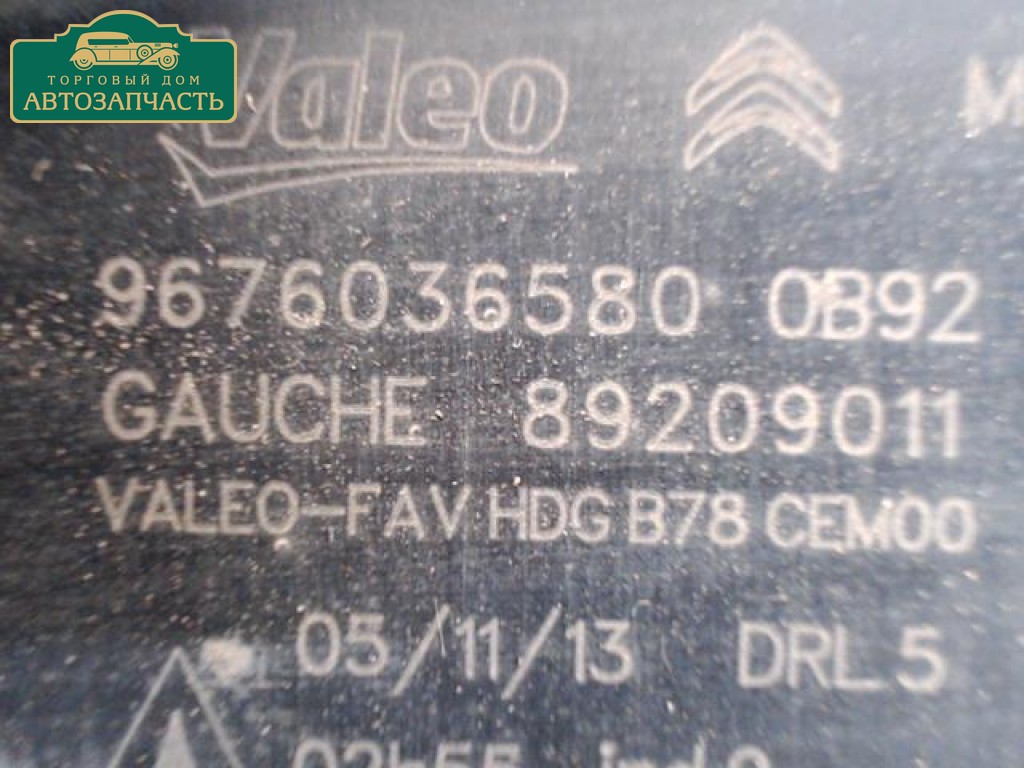 ТОРГОВЫЙ ДОМ
АВТОЗАПЧАСТЬ
Valeo
9676036580 0B92
GAUCHE 89209011
VALEO-FAV HDG B78 CEM00
05/11/13 DRL 5